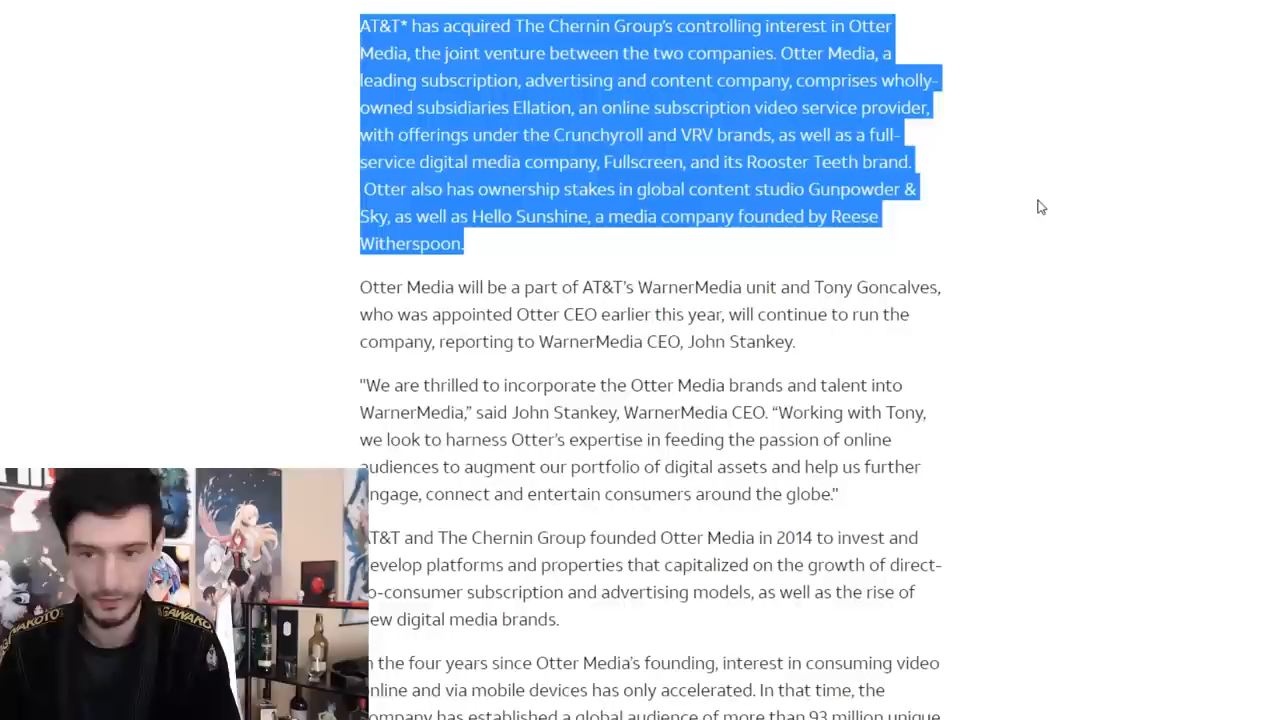 AT&T* has acquired The Chernin Group's controlling interest in Otter
Media, the joint venture between the two companies. Otter Media, a
leading subscription, advertising and content company, comprises wholly-
owned subsidiaries Ellation, an online subscription video service provider,
with offerings under the Crunchyroll and VRV brands, as well as a full-
service digital media company, Fullscreen, and its Rooster Teeth brand.
Otter also has ownership stakes in global content studio Gunpowder &
Sky, as well as Hello Sunshine, a media company founded by Reese
Witherspoon.
Otter Media will be a part of AT&T's WarnerMedia unit and Tony Goncalves,
who was appointed Otter CEO earlier this year, will continue to run the
company, reporting to WarnerMedia CEO, John Stankey.
"We are thrilled to incorporate the Otter Media brands and talent into
WarnerMedia,” said John Stankey, WarnerMedia CEO. “Working with Tony,
we look to harness Otter’s expertise in feeding the passion of online
audiences to augment our portfolio of digital assets and help us further
engage, connect and entertain consumers around the globe."
AT&T and The Chernin Group founded Otter Media in 2014 to invest and
develop platforms and properties that capitalized on the growth of direct-
to-consumer subscription and advertising models, as well as the rise of
new digital media brands.
In the four years since Otter Media’s founding, interest in consuming video
online and via mobile devices has only accelerated. In that time, the
company has established a global audience of more than 93 million unique